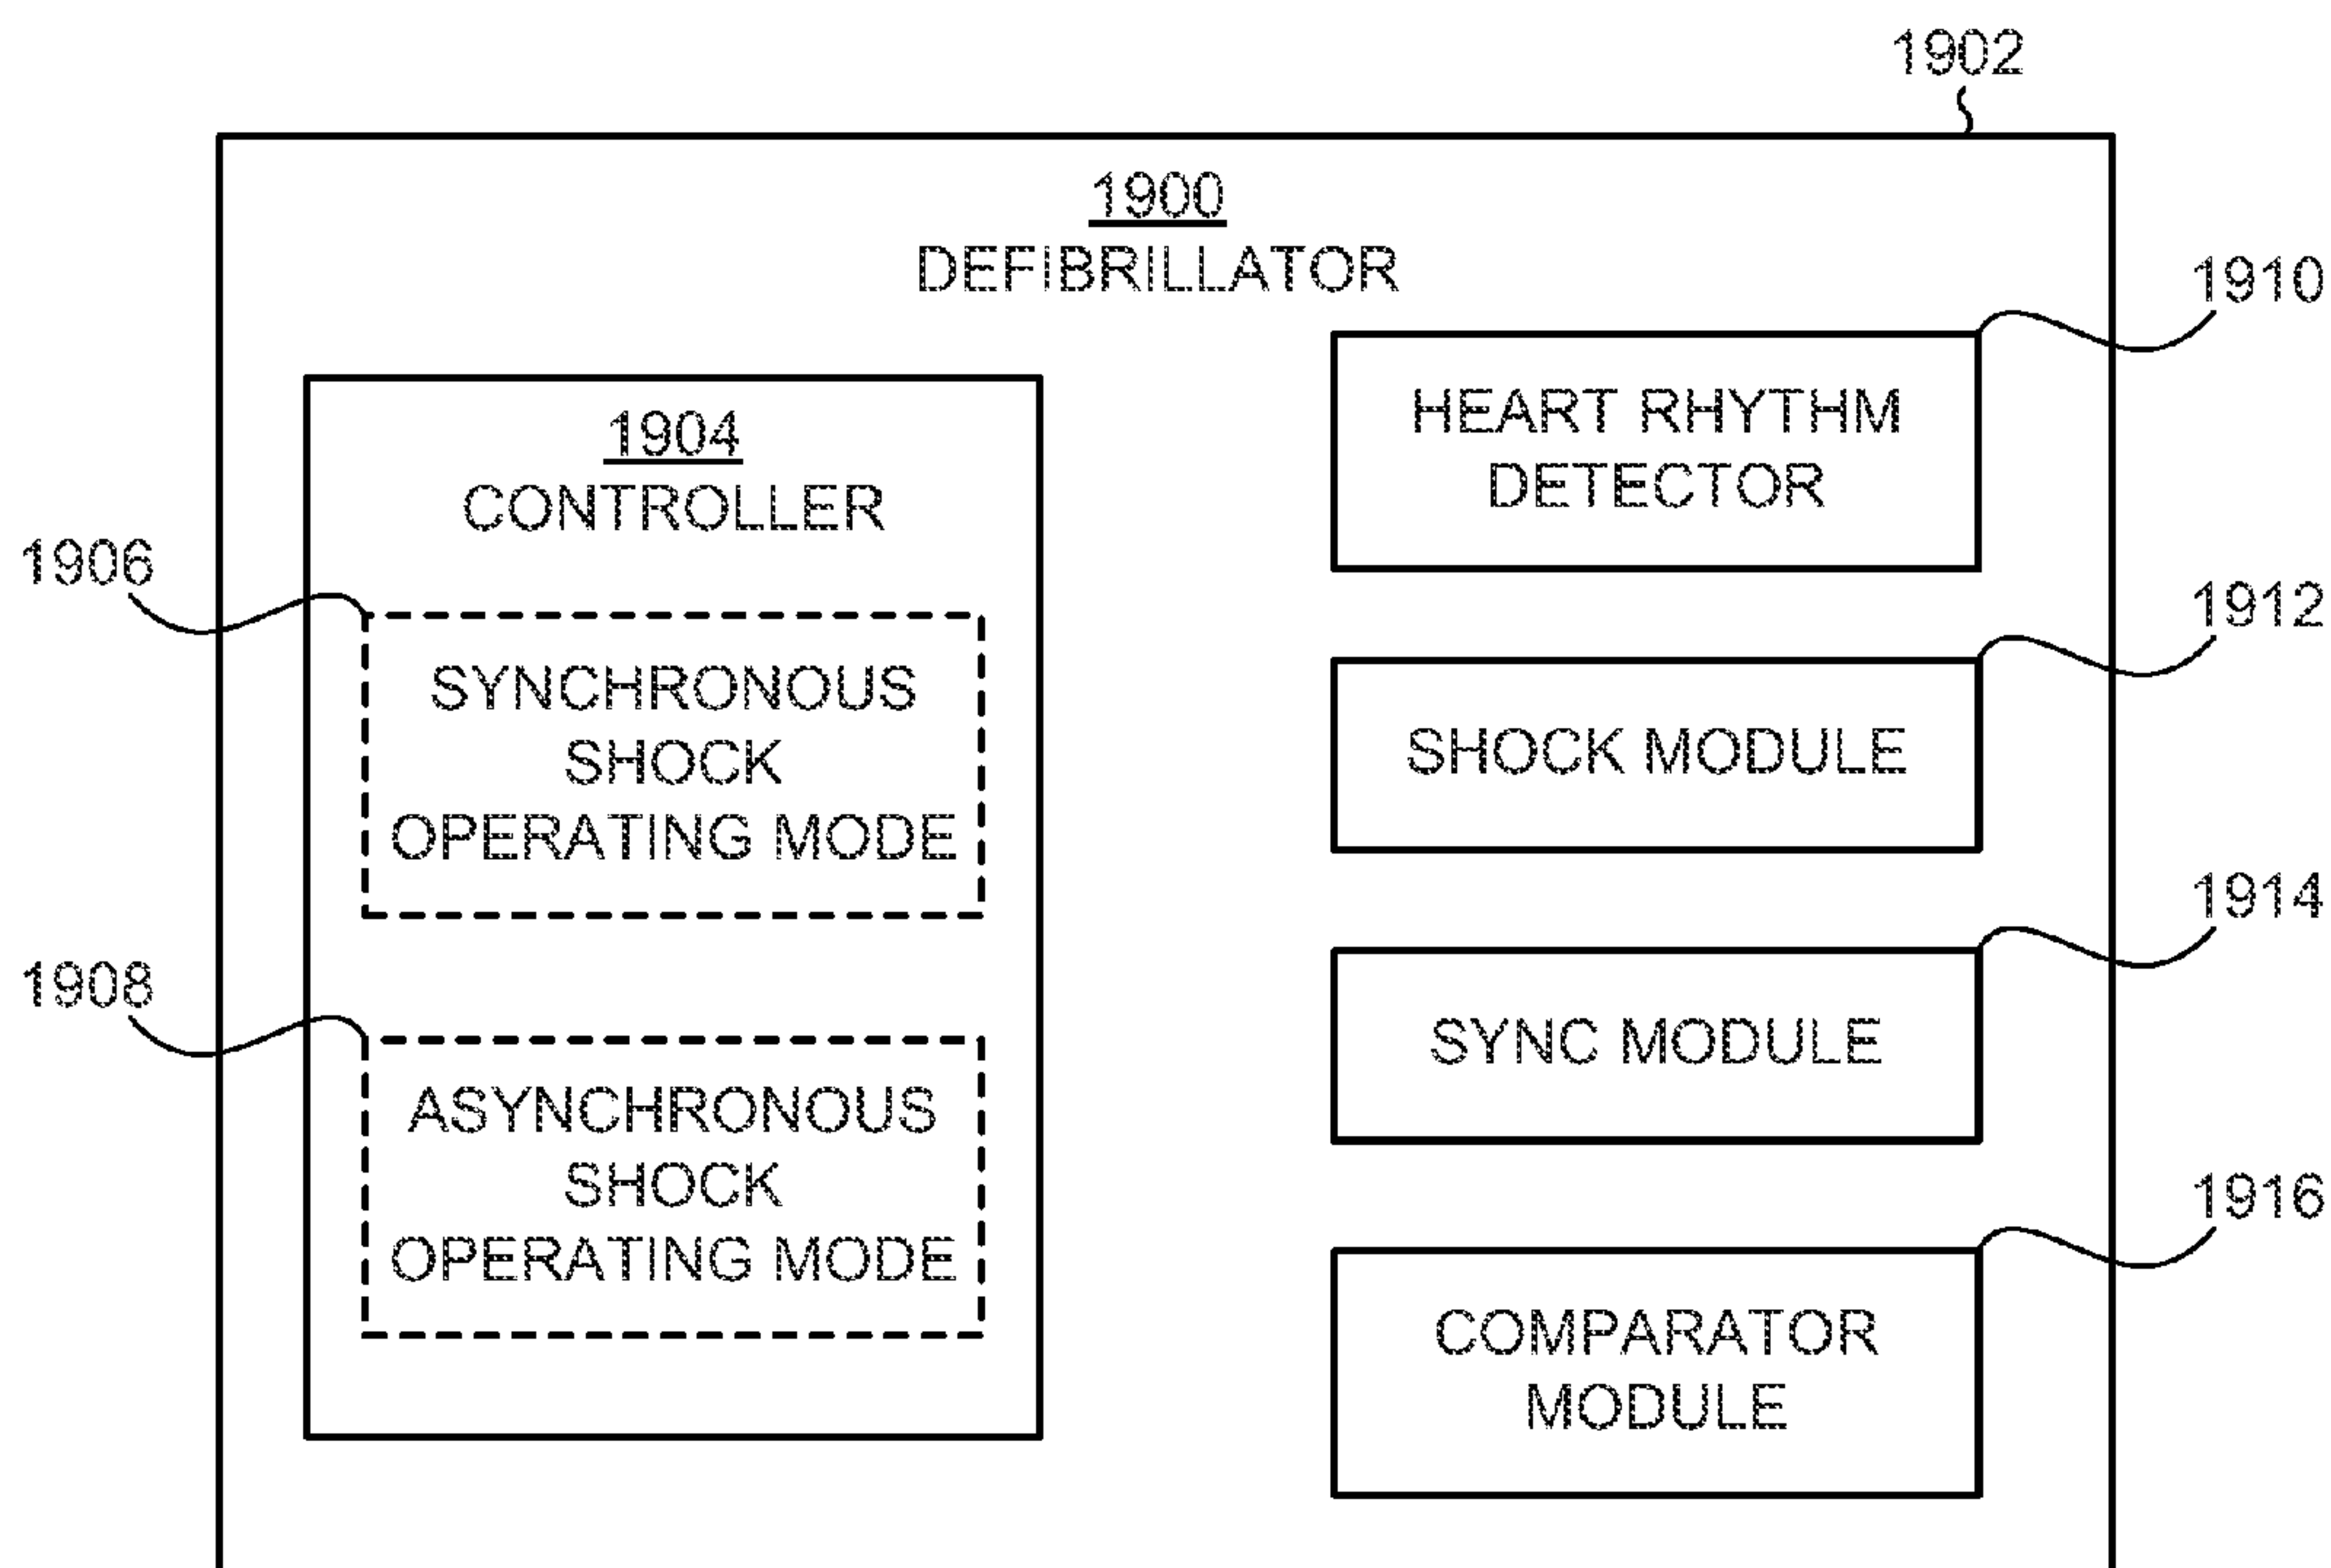 1902
1900
DEFIBRILLATOR
1910
HEART RHYTHM
DETECTOR
1904
CONTROLLER
1906
SYNCHRONOUS
SHOCK
OPERATING MODE
1912
SHOCK MODULE
1914
SYNC MODULE
1908
ASYNCHRONOUS
SHOCK
OPERATING MODE
1916
COMPARATOR
MODULE